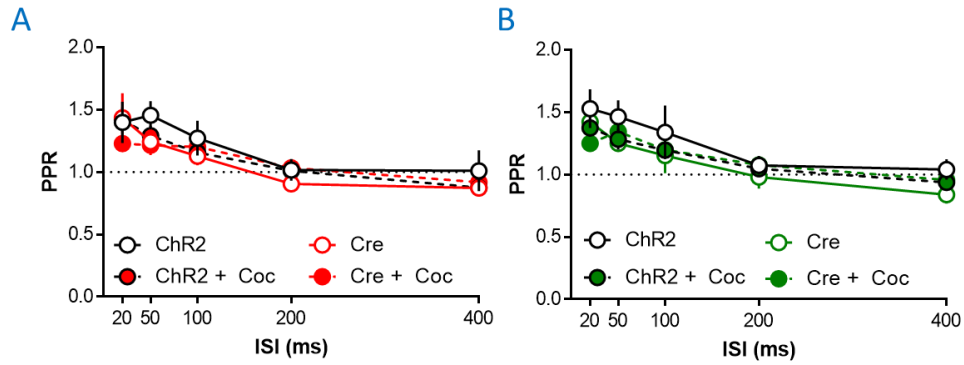 A
2.0
1.5
1.0
0.5
0.0
PPR
ChR2
Cre
ChR2 + Coc
Cre + Coc
20 50 100 200 400
ISI (ms)
B
2.0
1.5
1.0
0.5
0.0
PPR
ChR2
Cre
ChR2 + Coc
Cre + Coc
20 50 100 200 400
ISI (ms)